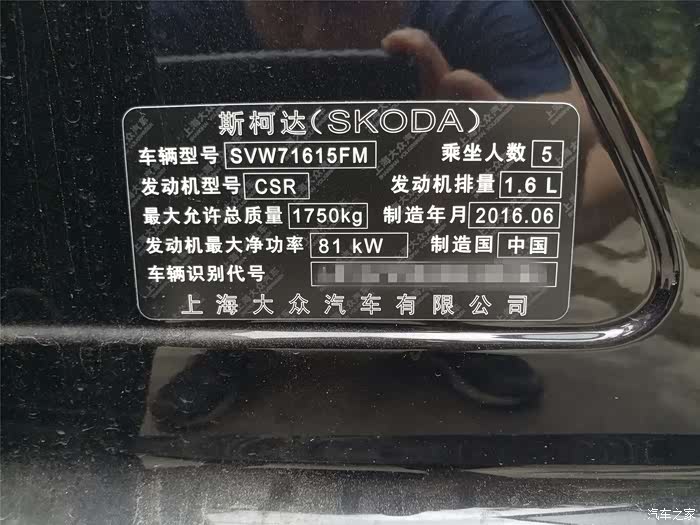 斯柯达(SKODA)
车辆型号 SVW71615FM 乘坐人数 5
发动机型号 CSR 发动机排量 1.6 L
最大允许总质量 1750kg 制造年月 2016.06
发动机最大净功率 81 kW 制造国 中国
车辆识别代号
上海大众汽车有限公司
汽车之家